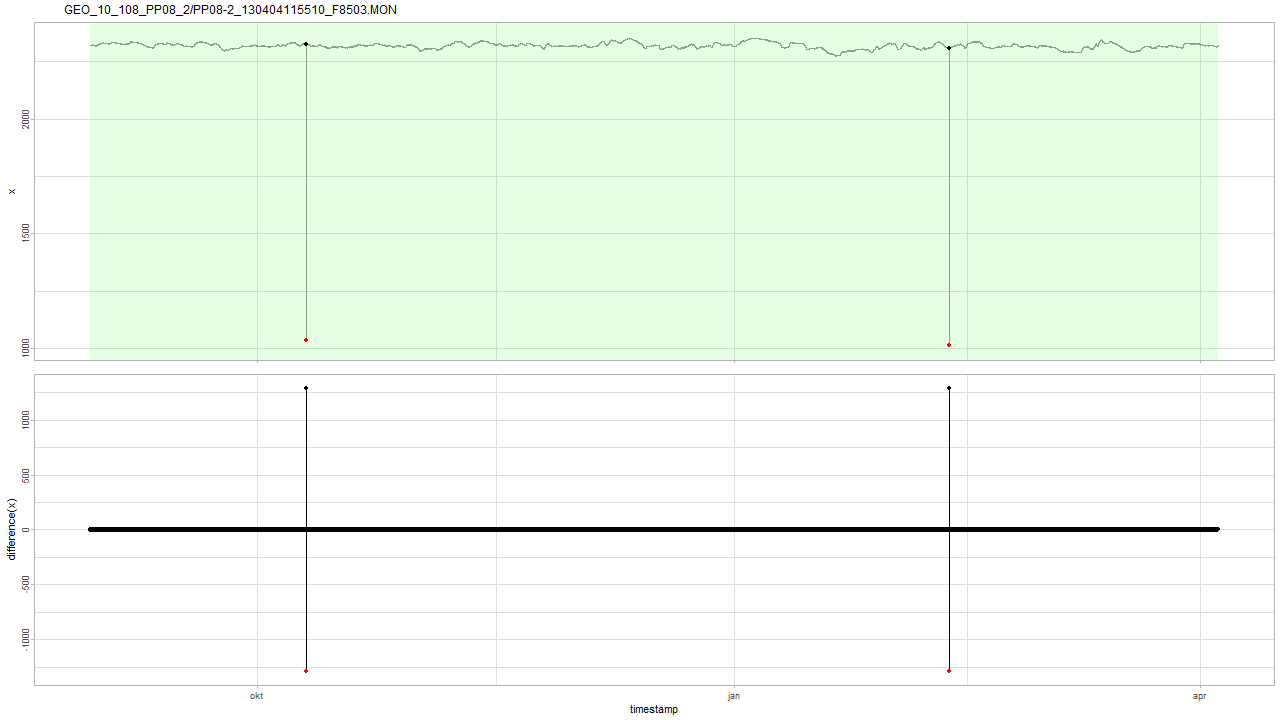 GEO_10_108_PP08_2/PP08-2_130404115510_F8503.MON
x
2000
1500
1000
difference(x)
1000
500
0
-500
-1000
okt
jan
apr
timestamp